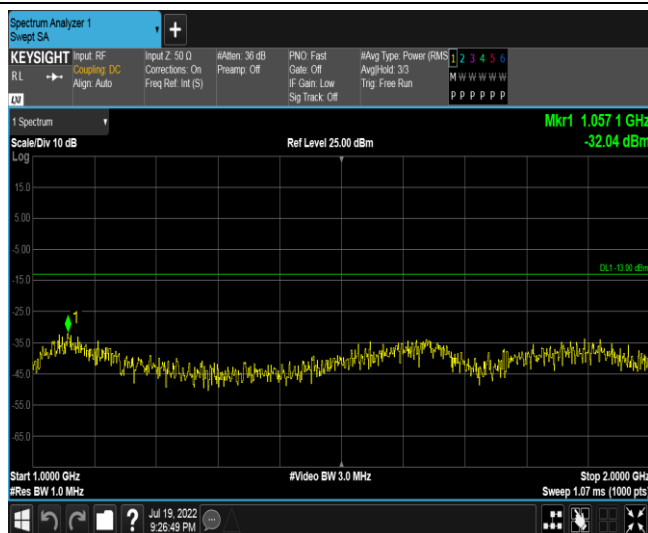 Spectrum Analyzer 1
Swept SA
+
KEYSIGHT Input: RF Input Z: 50 Ω #Atten: 36 dB PNO: Fast #Avg Type: Power (RMS 1 2 3 4 5 6
RL Coupling: DC Corrections: On Preamp: Off Gate: Off Avg|Hold: 3/3 M W W W W W
Align: Auto Freq Ref: Int (S) IF Gain: Low Trig: Free Run
Sig Track: Off P P P P P P
LXI
1 Spectrum Mkr1 1.057 1 GHz
Scale/Div 10 dB Ref Level 25.00 dBm -32.04 dBm
Log
15.0
5.00
-5.00
DL1 -13.00 dBm
-15.0
-25.0
1
-35.0
-45.0
-55.0
-65.0
Start 1.0000 GHz #Video BW 3.0 MHz Stop 2.0000 GHz
#Res BW 1.0 MHz Sweep 1.07 ms (1000 pts)
? Jul 19, 2022
9:26:49 PM